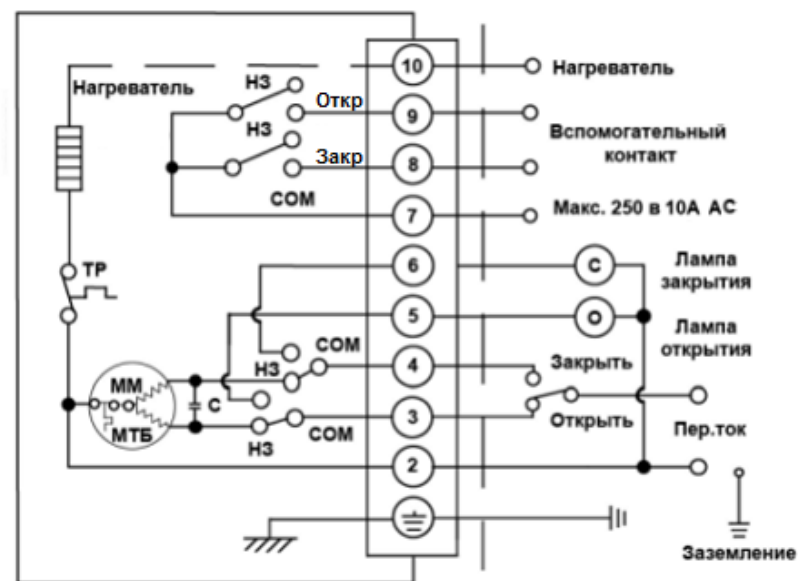 10
Нагреватель
Нагреватель
НЗ
Откр
9
НЗ
Вспомогательный
контакт
Закр
8
COM
7
Макс. 250 в 10А АС
6
С
Лампа
закрытия
ТР
5
О
Лампа
открытия
COM
4
Закрыть
НЗ
ММ
С
МТБ
3
Открыть
Пер.ток
COM
НЗ
2
Заземление